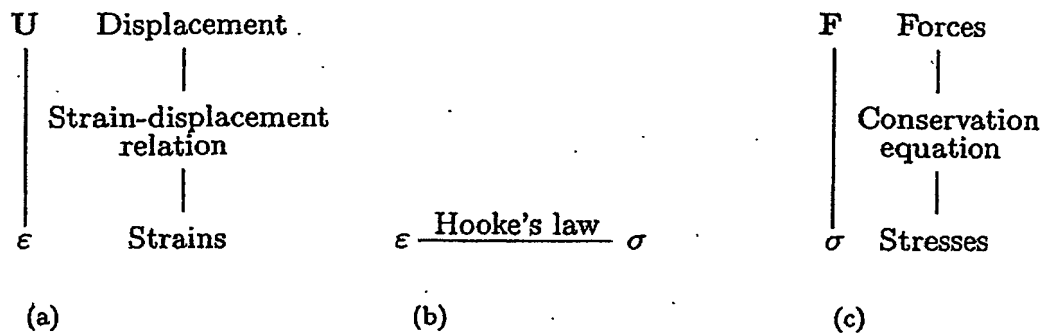 U Displacement F Forces
Strain-displacement Conservation
relation equation
Hooke's law
ε Strains ε σ σ Stresses
(a) (b) (c)